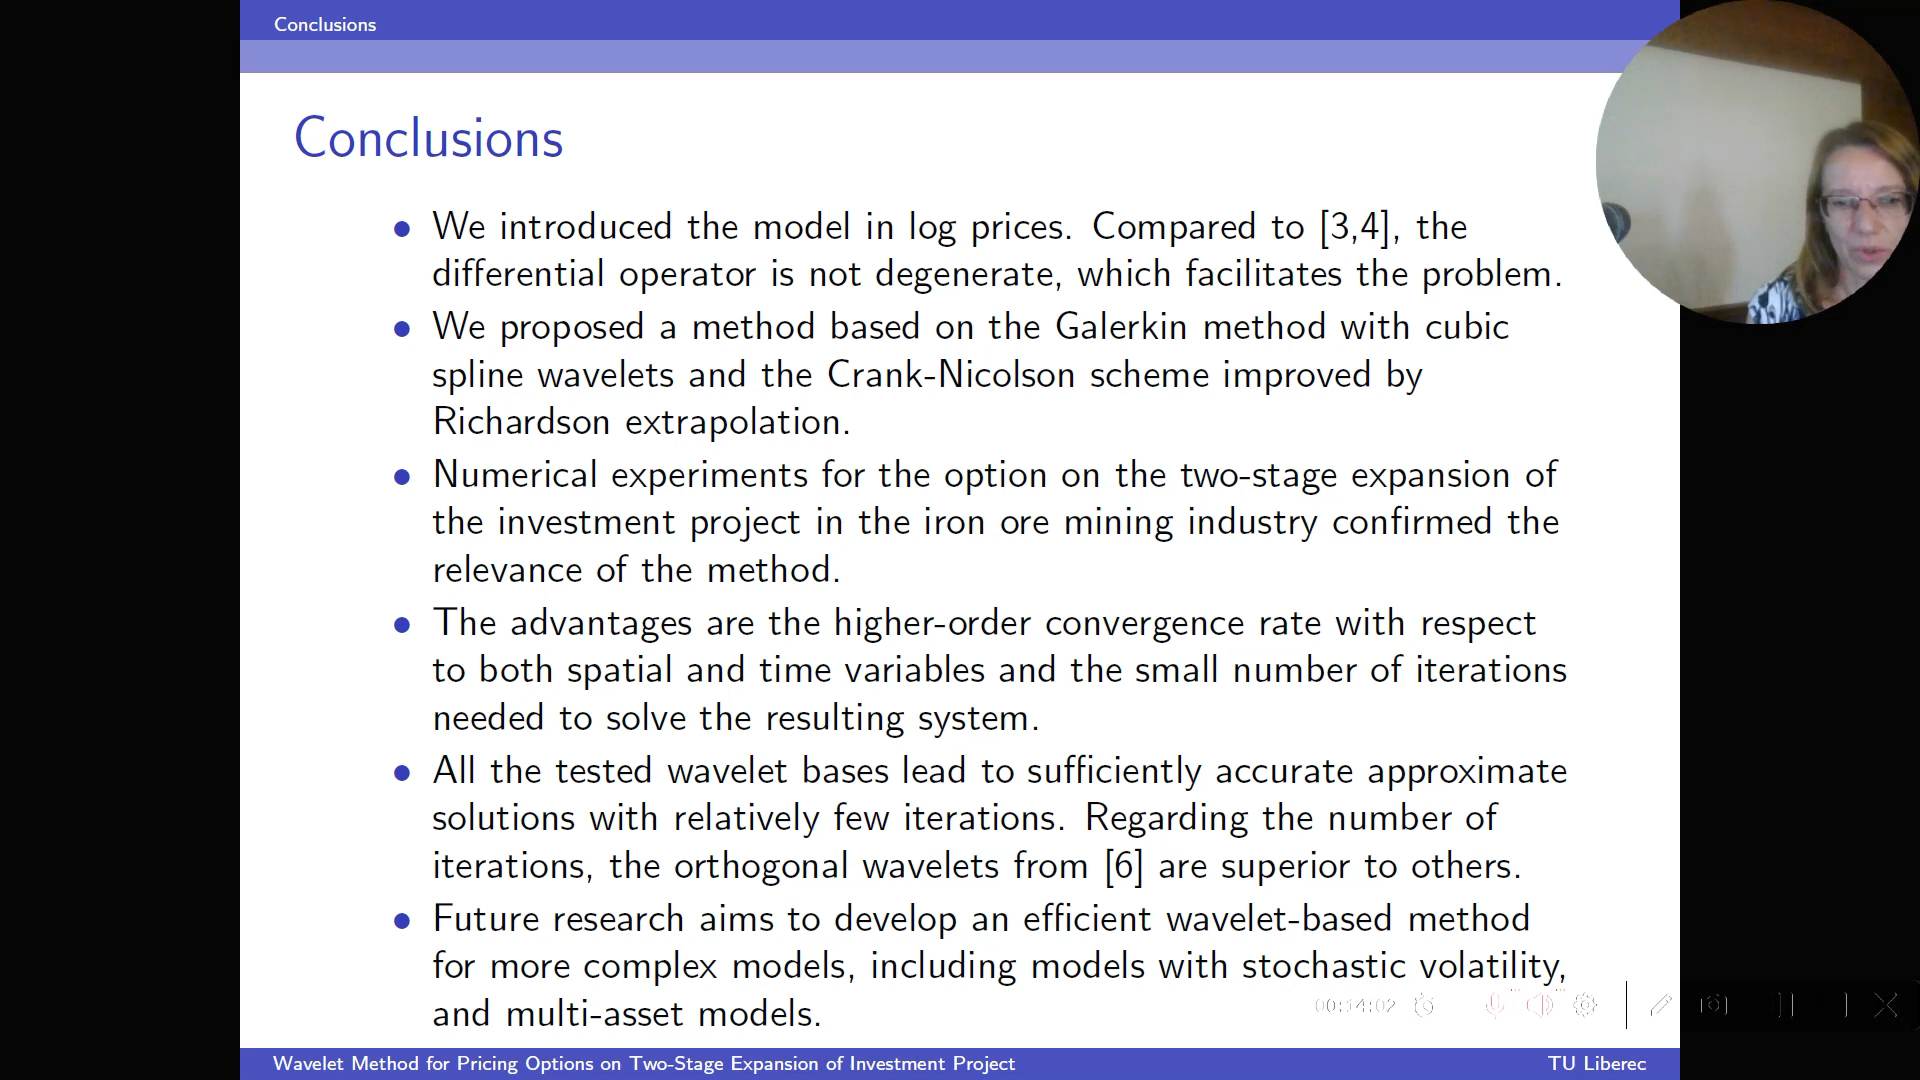 Conclusions
Conclusions
• We introduced the model in log prices. Compared to [3,4], the
differential operator is not degenerate, which facilitates the problem.
• We proposed a method based on the Galerkin method with cubic
spline wavelets and the Crank-Nicolson scheme improved by
Richardson extrapolation.
• Numerical experiments for the option on the two-stage expansion of
the investment project in the iron ore mining industry confirmed the
relevance of the method.
• The advantages are the higher-order convergence rate with respect
to both spatial and time variables and the small number of iterations
needed to solve the resulting system.
• All the tested wavelet bases lead to sufficiently accurate approximate
solutions with relatively few iterations. Regarding the number of
iterations, the orthogonal wavelets from [6] are superior to others.
• Future research aims to develop an efficient wavelet-based method
for more complex models, including models with stochastic volatility,
and multi-asset models.
00:14:02
Wavelet Method for Pricing Options on Two-Stage Expansion of Investment Project
TU Liberec